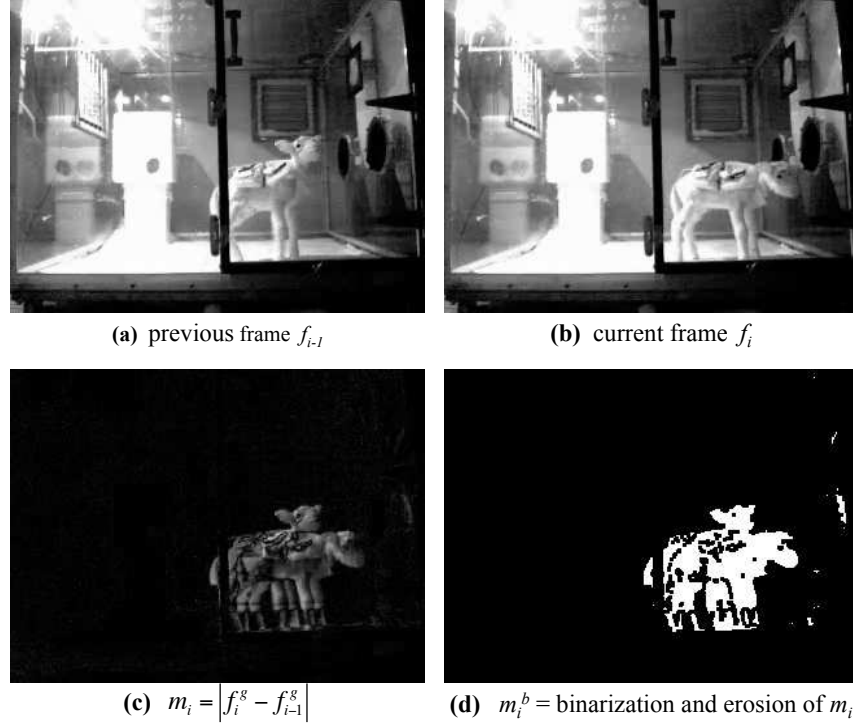 (a) previous frame f_{i-1}
(b) current frame f_i
(c) m_i = |f_i^g − f_{i−1}^g|
(d) m_i^b = binarization and erosion of m_i